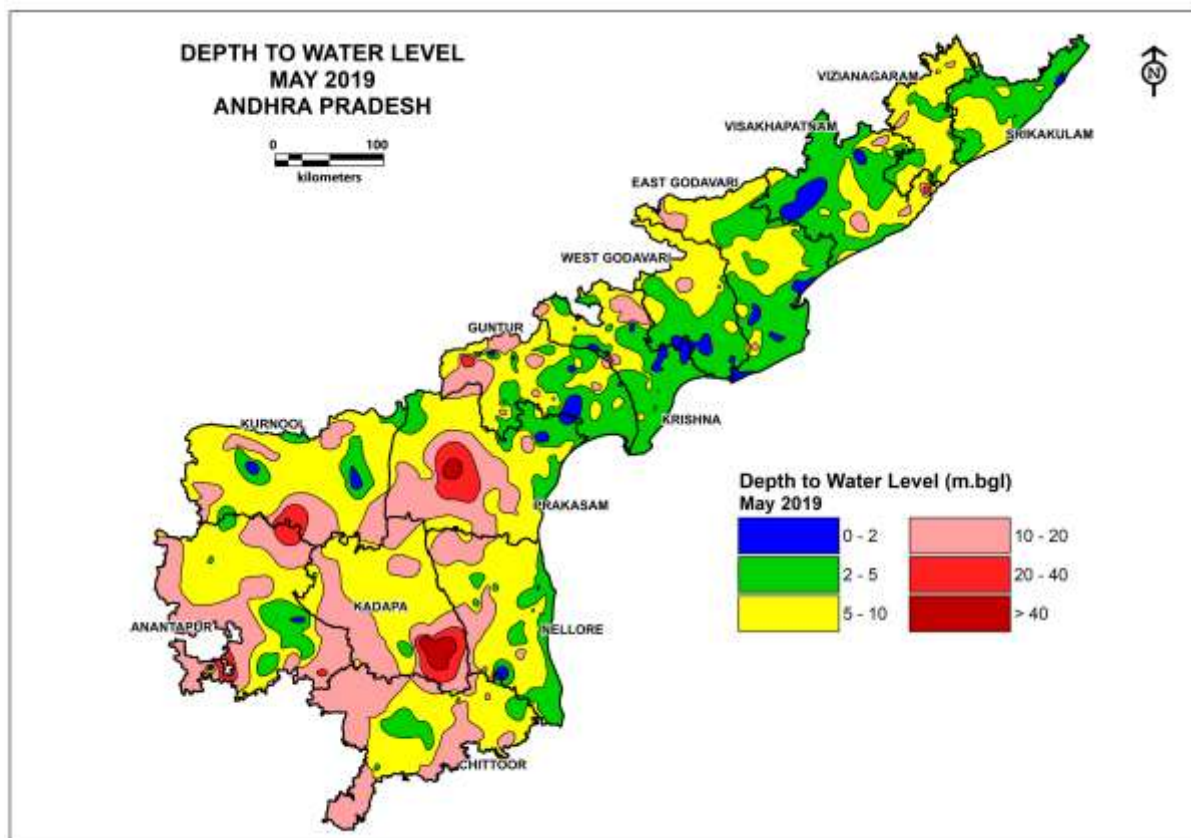 DEPTH TO WATER LEVEL
MAY 2019
ANDHRA PRADESH
0 100
kilometers
N
VIZIANAGARAM
SRIKAKULAM
VISAKHAPATNAM
EAST GODAVARI
WEST GODAVARI
GUNTUR
KRISHNA
KURNOOL
PRAKASAM
KADAPA
ANANTAPUR
NELLORE
CHITTOOR
Depth to Water Level (m.bgl)
May 2019
0 - 2
10 - 20
2 - 5
20 - 40
5 - 10
> 40